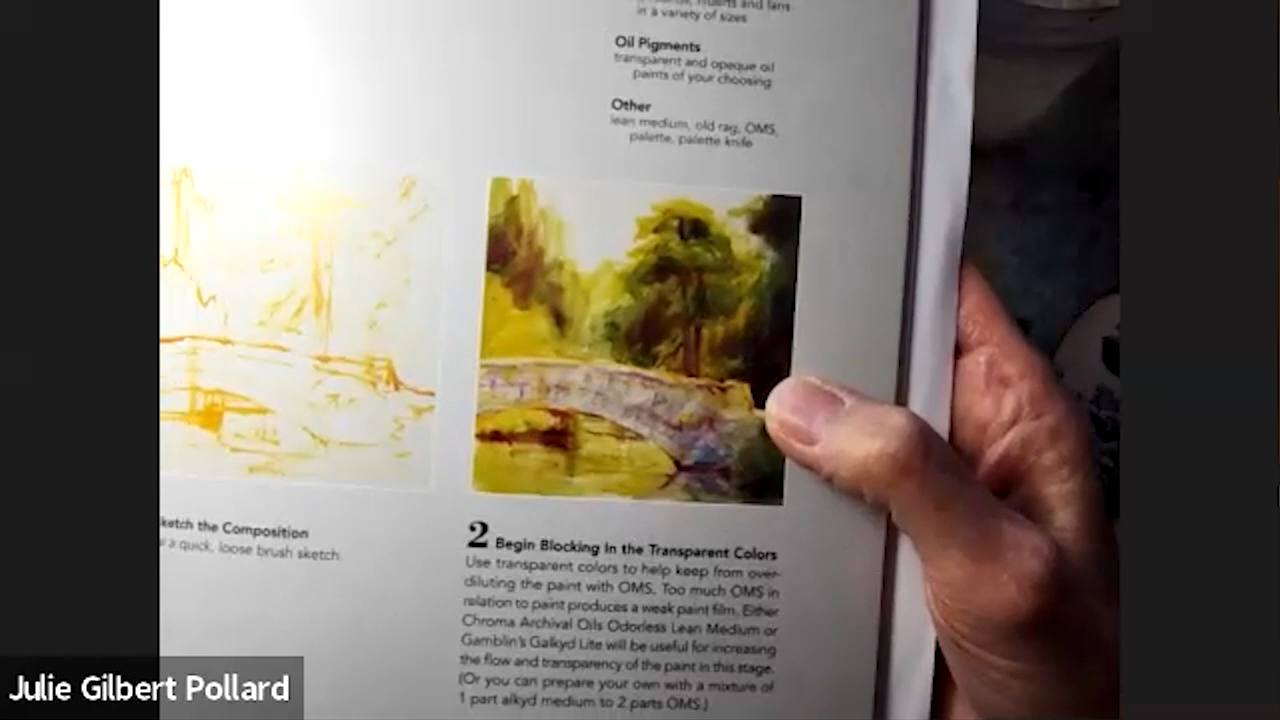 and fans
in a variety of sizes
Oil Pigments
transparent and opaque oil
paints of your choosing
Other
lean medium, old rag, OMS,
palette, palette knife
ketch the Composition
a quick, loose brush sketch.
2 Begin Blocking In the Transparent Colors
Use transparent colors to help keep from over-
diluting the paint with OMS. Too much OMS in
relation to paint produces a weak paint film. Either
Chroma Archival Oils Odorless Lean Medium or
Gamblin's Galkyd Lite will be useful for increasing
the flow and transparency of the paint in this stage.
(Or you can prepare your own with a mixture of
1 part alkyd medium to 2 parts OMS.)
Julie Gilbert Pollard